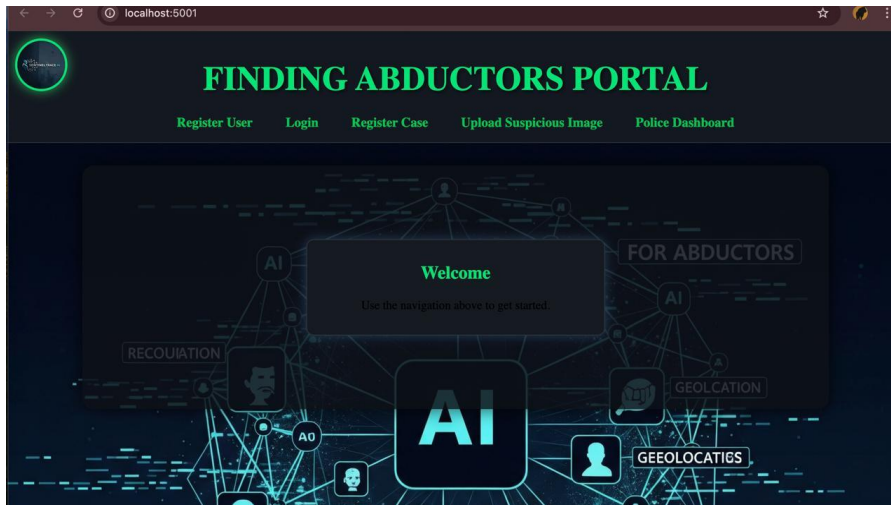 localhost:5001
FINDING ABDUCTORS PORTAL
Register User Login Register Case Upload Suspicious Image Police Dashboard
FOR ABDUCTORS
AI
Welcome
AI
Use the navigation above to get started.
RECOUIATION
GEOLCATION
AI
AO
GEEOLOCATIGS